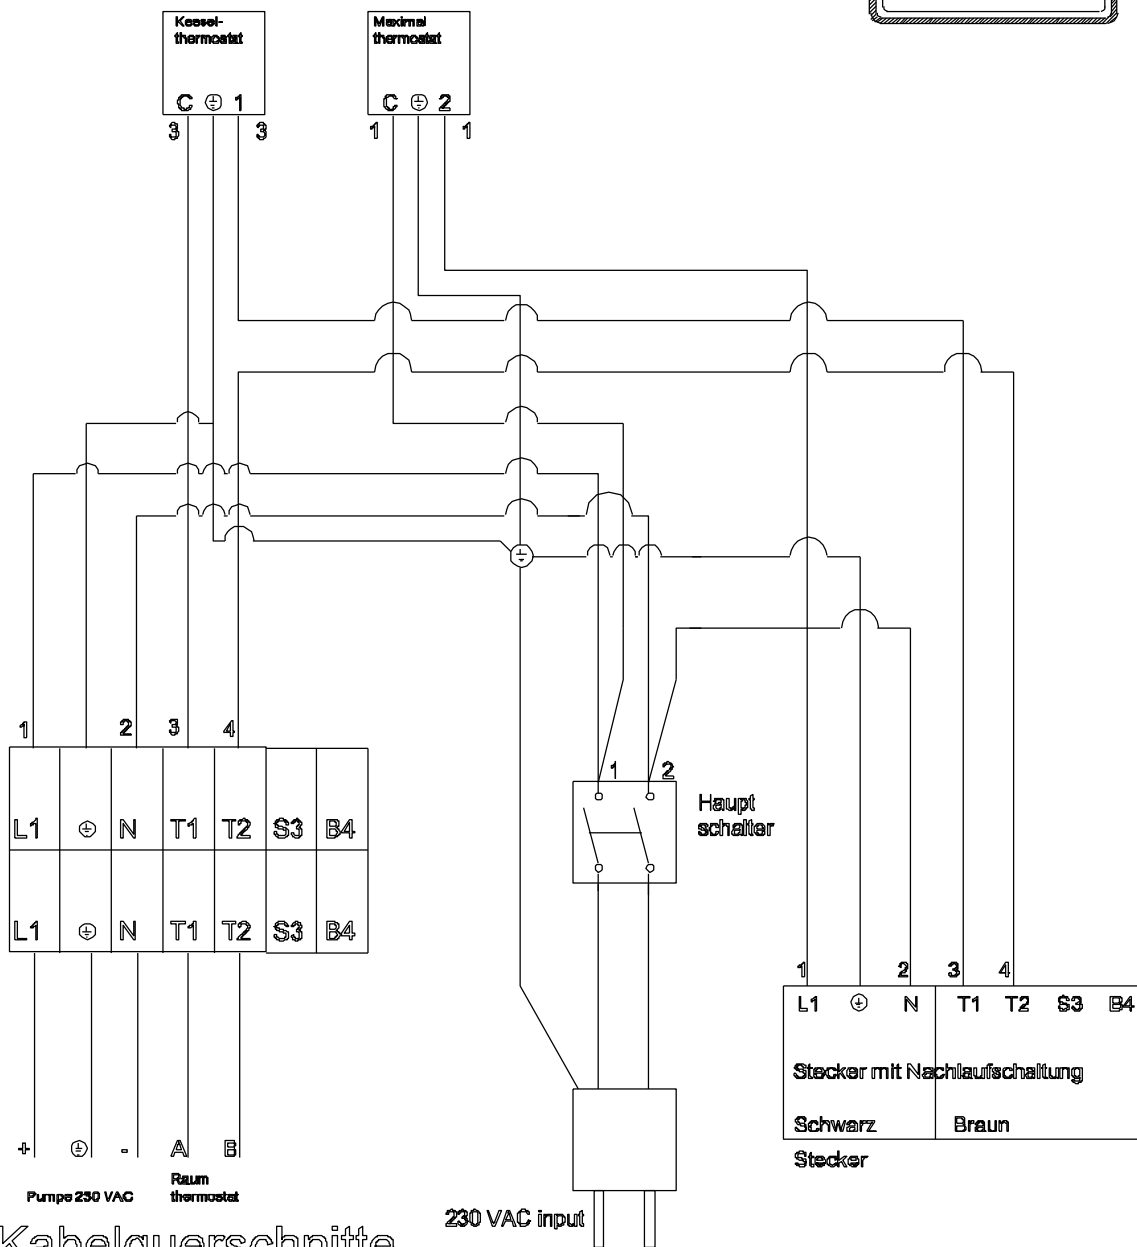 Kessel-
thermostat
Maximal
thermostat
C 1
C 2
3 3
1 1
1 2 3 4
1 2
Haupt
schalter
L1 N T1 T2 S3 B4
L1 N T1 T2 S3 B4
1 2 3 4
L1 N T1 T2 S3 B4
Stecker mit Nachlaufschaltung
Schwarz Braun
Stecker
+ - A B
Raum
thermostat
Pumpe 230 VAC
230 VAC input
Kabelquerschnitte